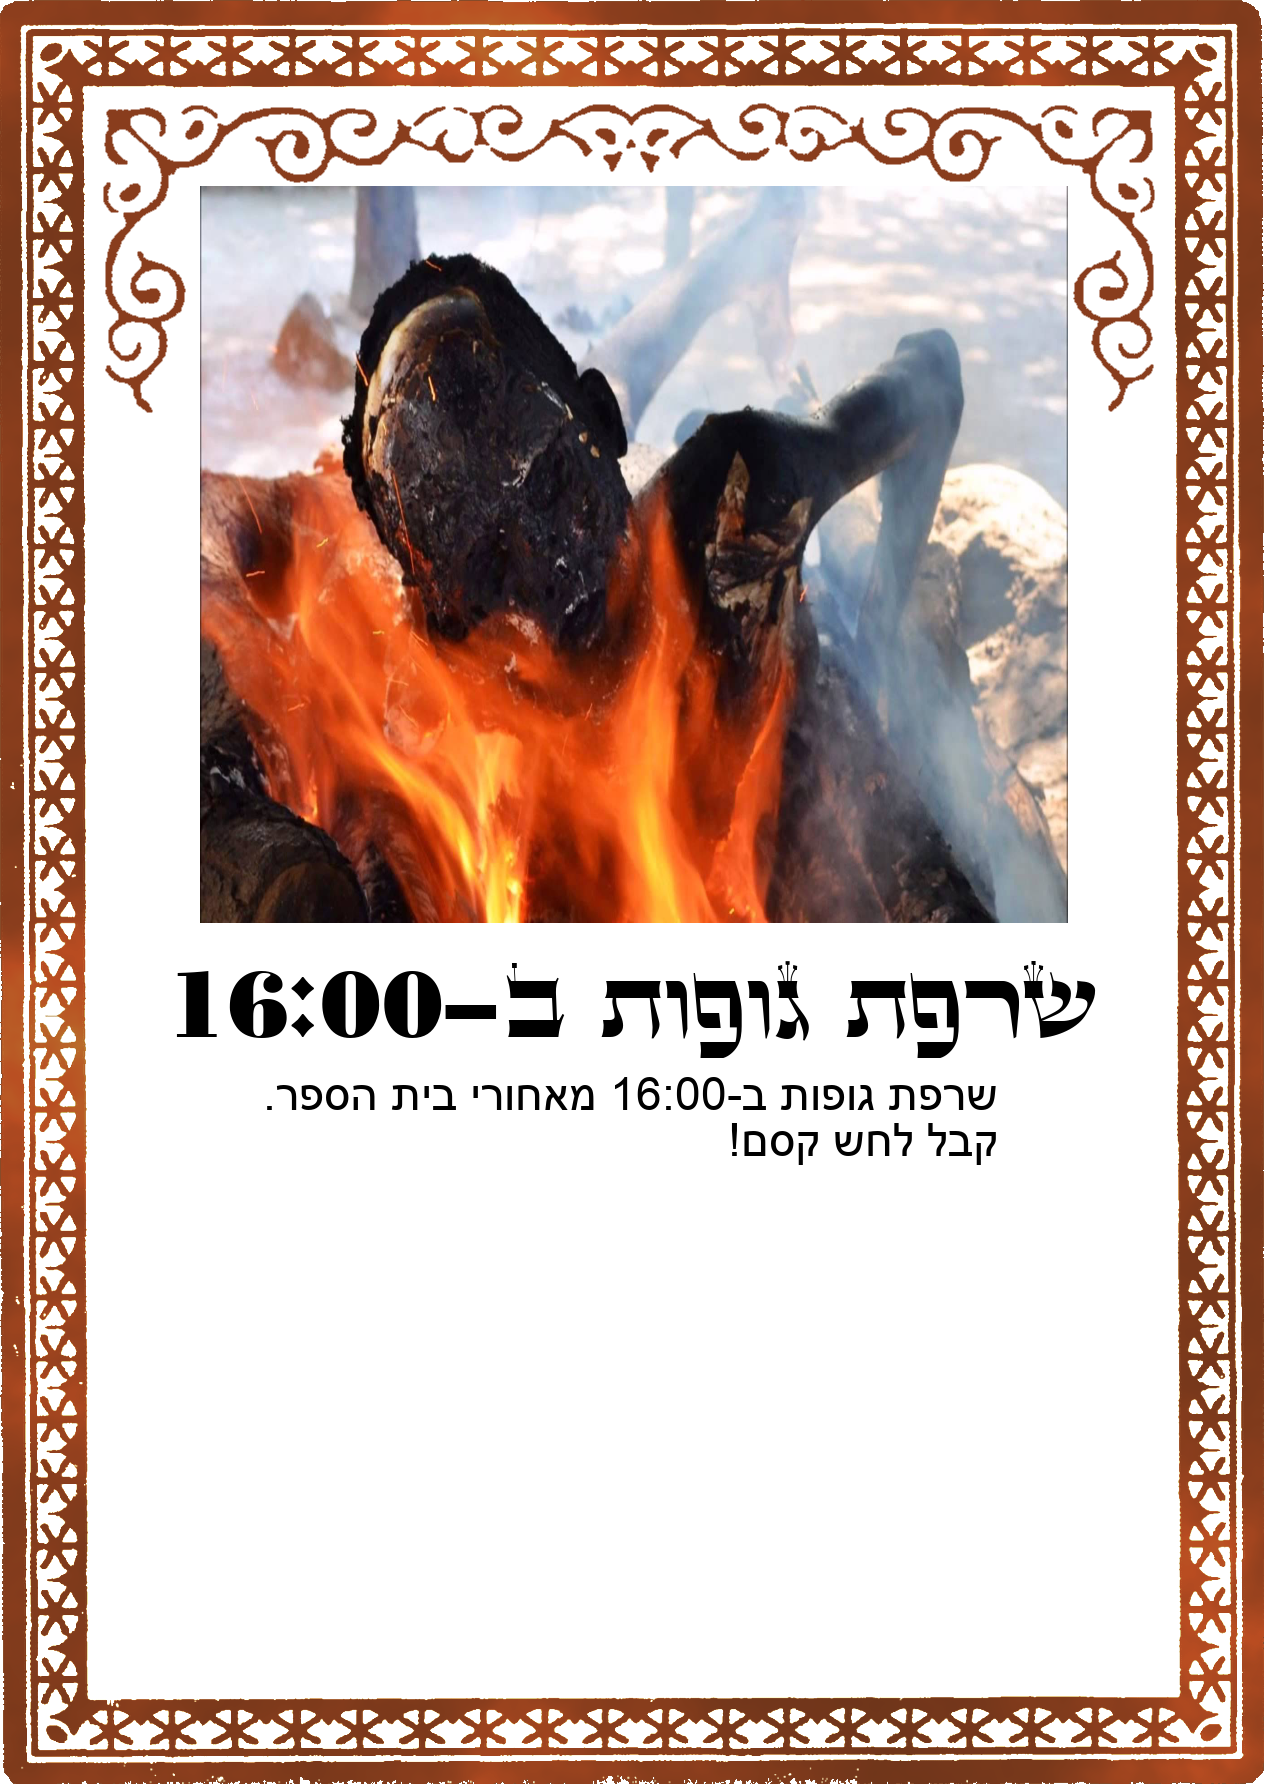 שרפת גופות ב-16:00
שרפת גופות ב-16:00 מאחורי בית הספר.
קבל לחש קסם!